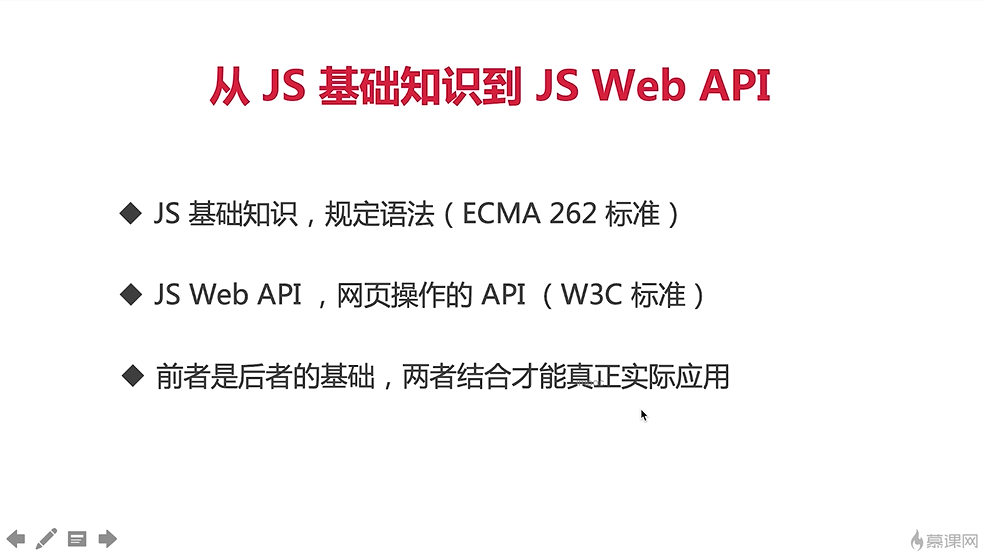 从 JS 基础知识到 JS Web API
◆ JS 基础知识，规定语法（ECMA 262 标准）
◆ JS Web API ，网页操作的 API （W3C 标准）
◆ 前者是后者的基础，两者结合才能真正实际应用
慕课网